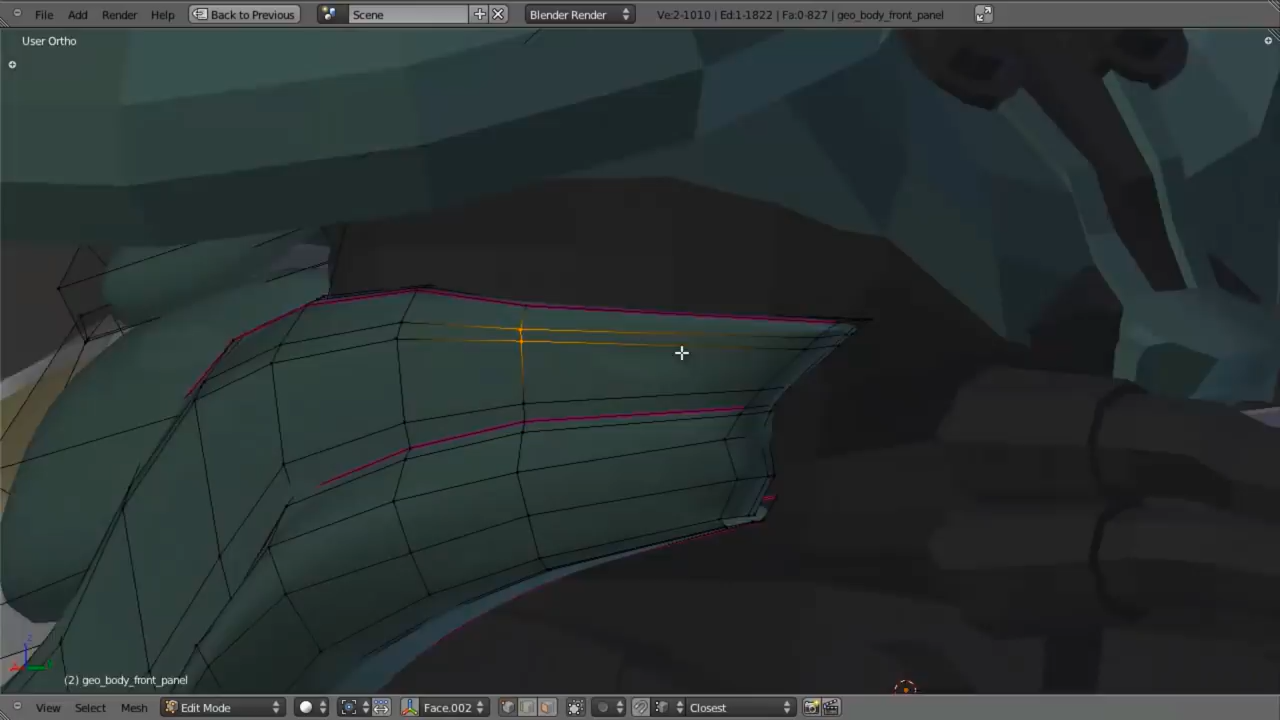 File Add Render Help Back to Previous Scene Blender Render Ve:2-1010 | Ed:1-1822 | Fa:0-827 | geo_body_front_panel
User Ortho
z
(2) geo_body_front_panel
View Select Mesh Edit Mode Face.002 Closest